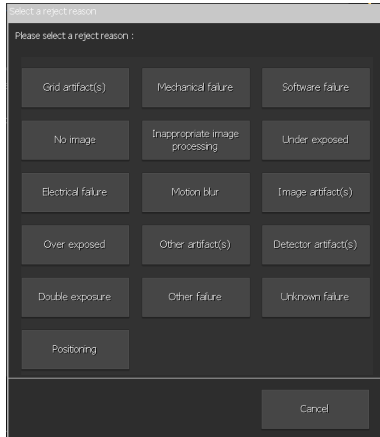 Select a reject reason
Please select a reject reason :
Grid artifact(s)
Mechanical failure
Software failure
No image
Inappropriate image
processing
Under exposed
Electrical failure
Motion blur
Image artifact(s)
Over exposed
Other artifact(s)
Detector artifact(s)
Double exposure
Other failure
Unknown failure
Positioning
Cancel